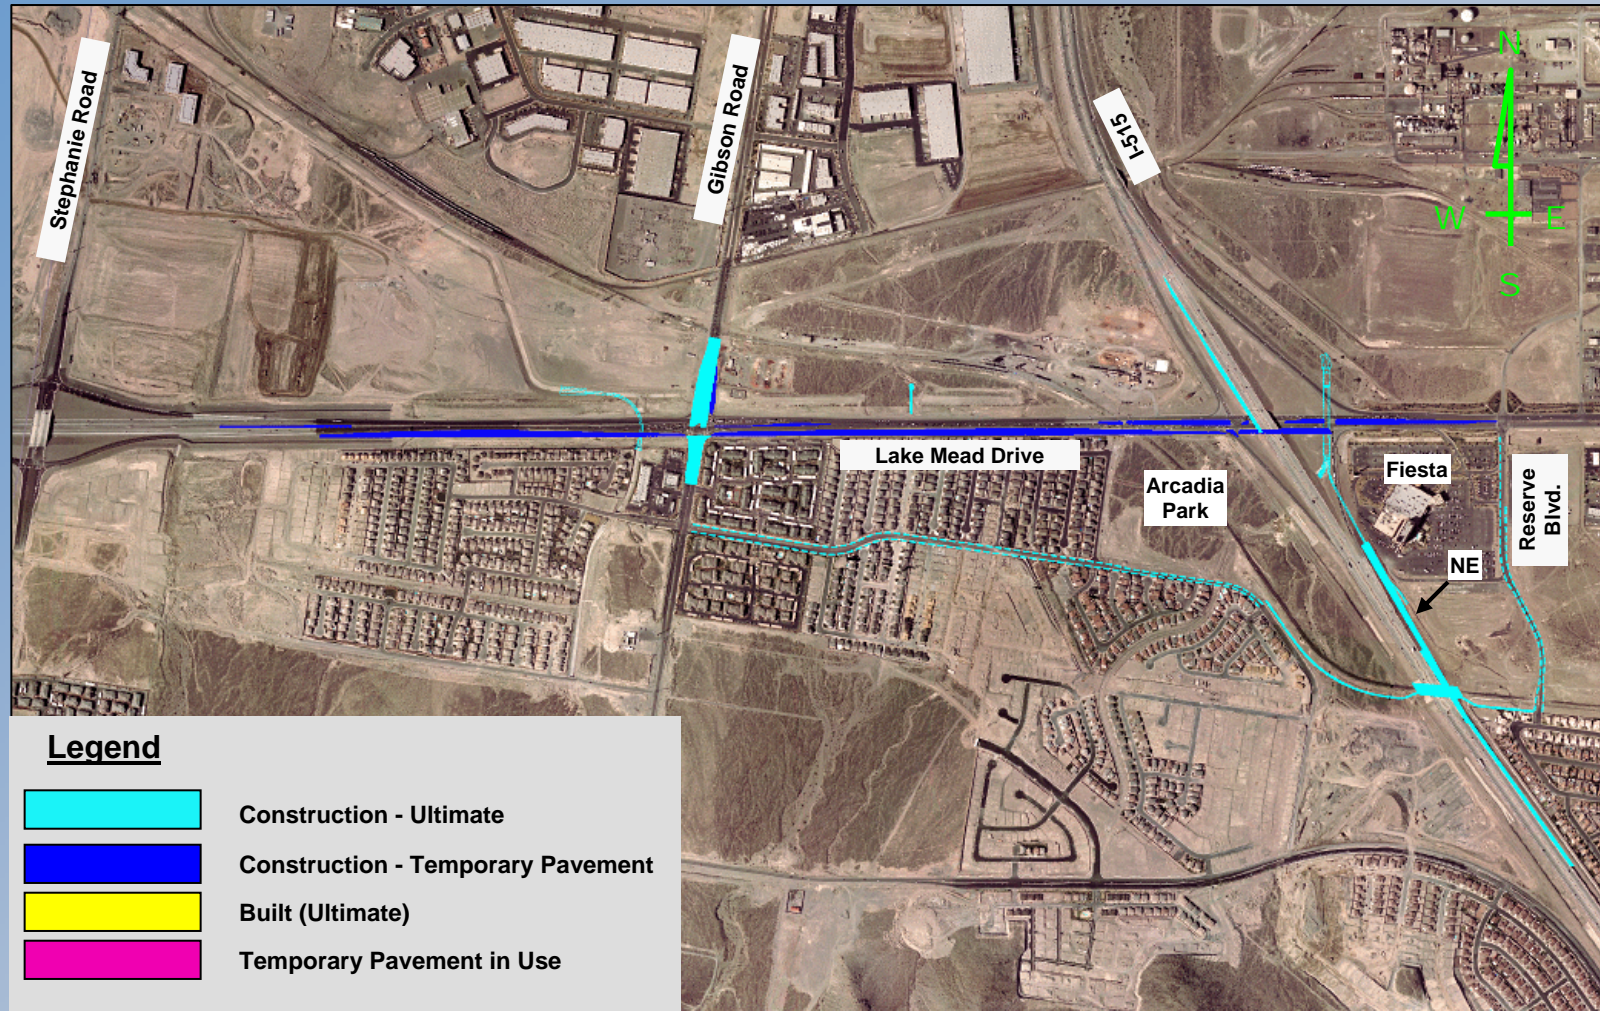 Stephanie Road
Gibson Road
I-515
N
W
E
S
Lake Mead Drive
Arcadia
Park
Fiesta
Reserve
Blvd.
NE
Legend
Construction - Ultimate
Construction - Temporary Pavement
Built (Ultimate)
Temporary Pavement in Use